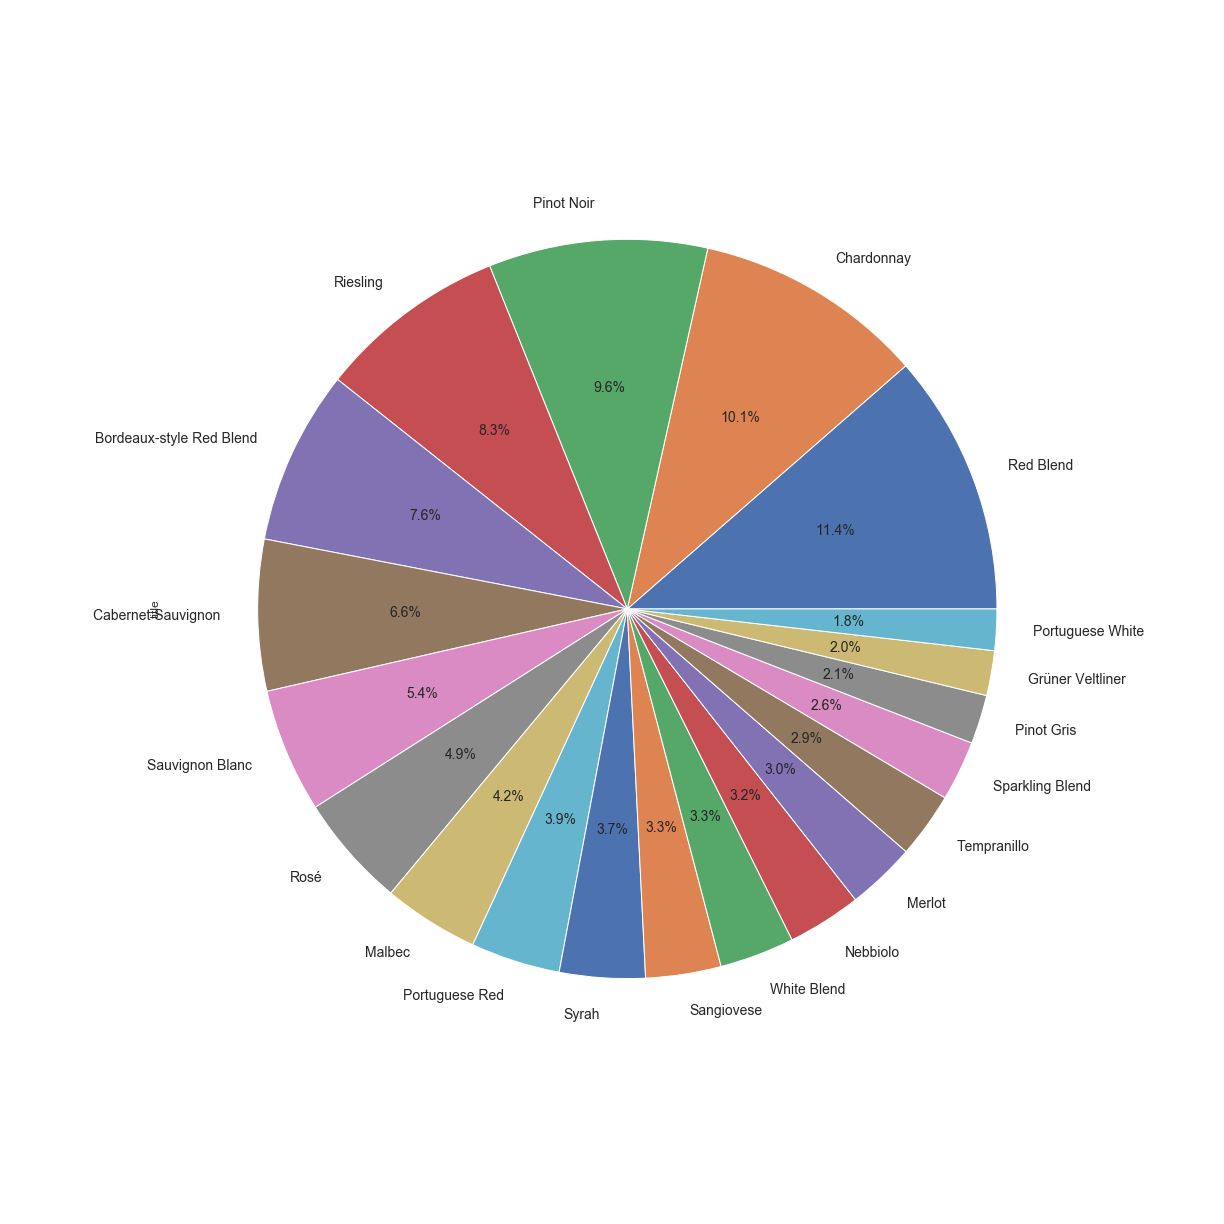 Pinot Noir
Chardonnay
Riesling
9.6%
10.1%
8.3%
Bordeaux-style Red Blend
Red Blend
7.6%
11.4%
Cabernet Sauvignon
title
6.6%
1.8%
Portuguese White
2.0%
Grüner Veltliner
2.1%
5.4%
2.6%
Pinot Gris
2.9%
4.9%
3.0%
Sauvignon Blanc
Sparkling Blend
4.2%
3.2%
3.9%
3.7%
3.3%
3.3%
Tempranillo
Rosé
Merlot
Malbec
Nebbiolo
Portuguese Red
White Blend
Syrah
Sangiovese